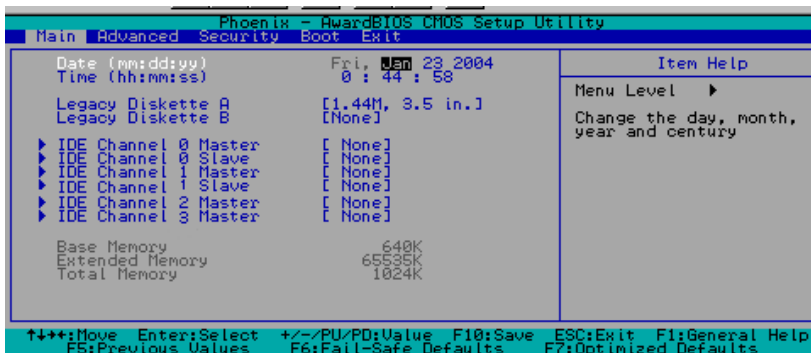 Phoenix - AwardBIOS CMOS Setup Utility
Main Advanced Security Boot Exit
Date (mm:dd:yy) Fri, Jan 23 2004
Time (hh:mm:ss) 0 : 44 : 58
Legacy Diskette A [1.44M, 3.5 in.]
Legacy Diskette B [None]
IDE Channel 0 Master [ None]
IDE Channel 0 Slave [ None]
IDE Channel 1 Master [ None]
IDE Channel 1 Slave [ None]
IDE Channel 2 Master [ None]
IDE Channel 3 Master [ None]
Base Memory 640K
Extended Memory 65535K
Total Memory 1024K
Item Help
Menu Level
Change the day, month,
year and century
↑↓→←:Move Enter:Select +/-/PU/PD:Value F10:Save ESC:Exit F1:General Help
F5:Previous Values F6:Fail-Safe Defaults F7:Optimized Defaults